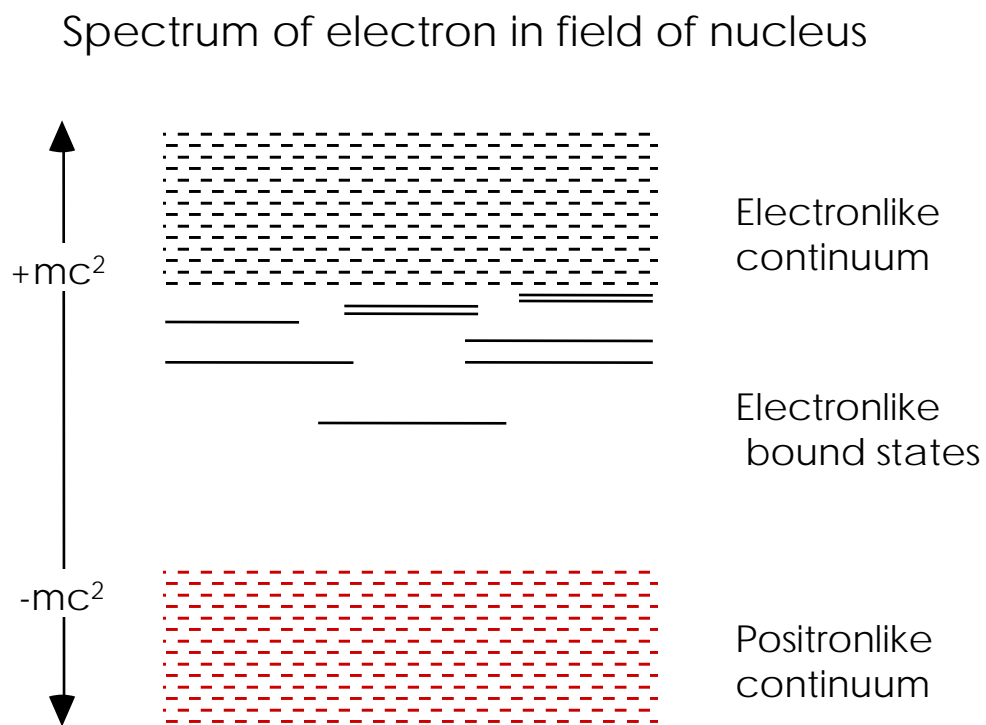 Spectrum of electron in field of nucleus
Electronlike
continuum
+mc²
Electronlike
bound states
-mc²
Positronlike
continuum